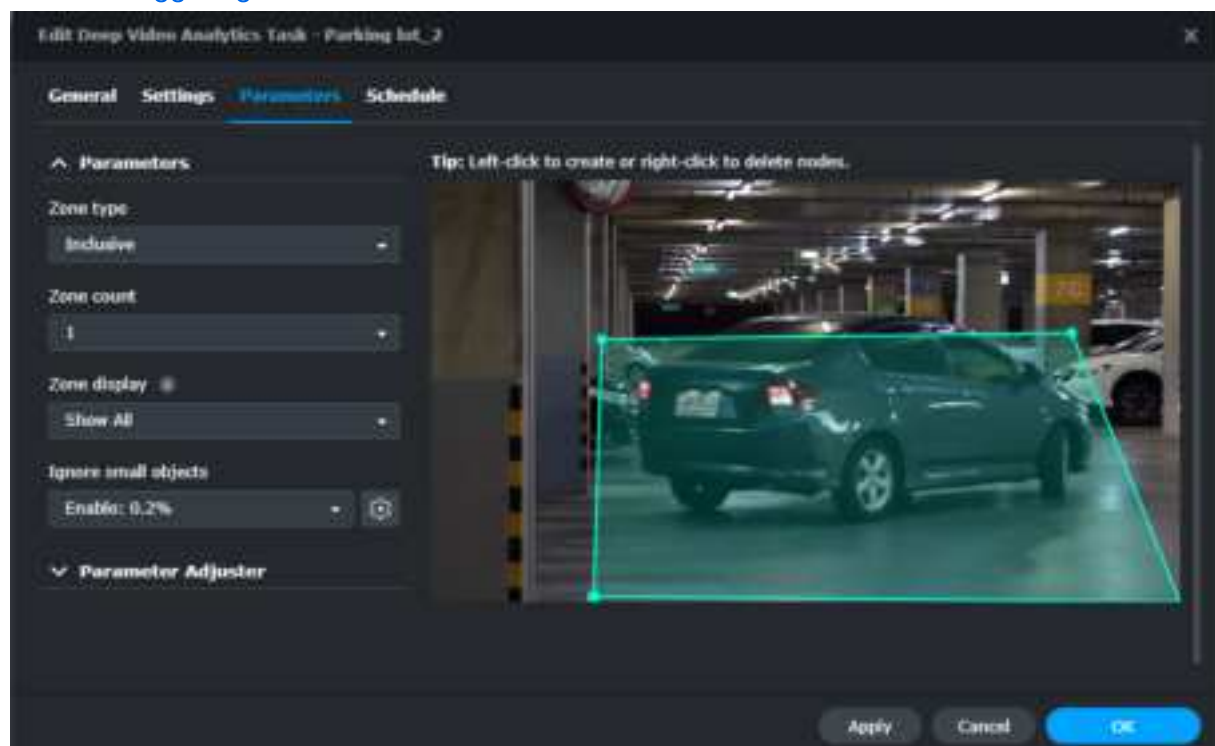 Edit Deep Video Analytics Task - Parking lot_2
General Settings Parameters Schedule
Parameters
Tip: Left-click to create or right-click to delete nodes.
Zone type
Inclusive
Zone count
1
Zone display
Show All
Ignore small objects
Enable: 0.2%
Parameter Adjuster
Apply Cancel OK